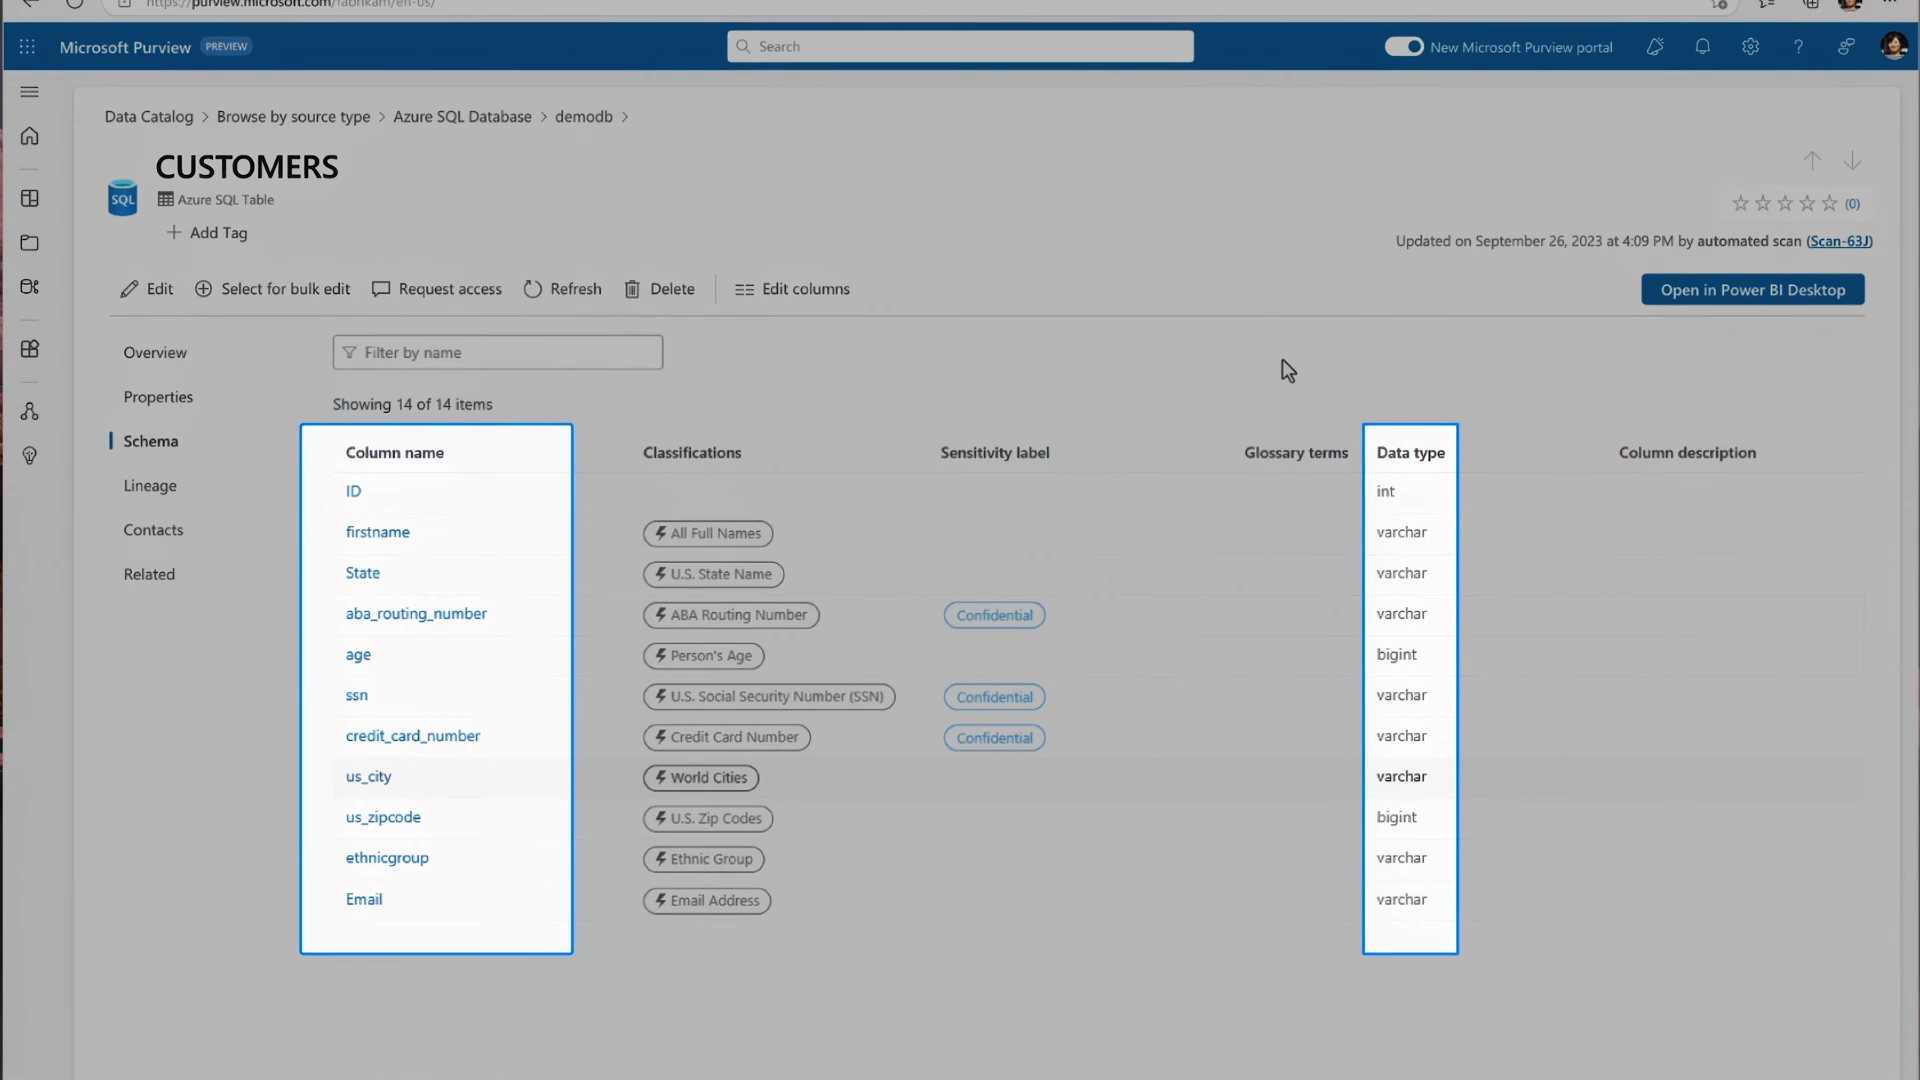 https://purview.microsoft.com/fabrikam/en-us/
Microsoft Purview PREVIEW
Search
New Microsoft Purview portal
Data Catalog > Browse by source type > Azure SQL Database > demodb >
CUSTOMERS
SQL
Azure SQL Table
(0)
Add Tag
Updated on September 26, 2023 at 4:09 PM by automated scan (Scan-63J)
Edit Select for bulk edit Request access Refresh Delete Edit columns
Open in Power BI Desktop
Overview
Properties
Schema
Lineage
Contacts
Related
Filter by name
Showing 14 of 14 items
Column name Classifications Sensitivity label Glossary terms Data type Column description
ID int
firstname All Full Names varchar
State U.S. State Name varchar
aba_routing_number ABA Routing Number Confidential varchar
age Person's Age bigint
ssn U.S. Social Security Number (SSN) Confidential varchar
credit_card_number Credit Card Number Confidential varchar
us_city World Cities varchar
us_zipcode U.S. Zip Codes bigint
ethnicgroup Ethnic Group varchar
Email Email Address varchar